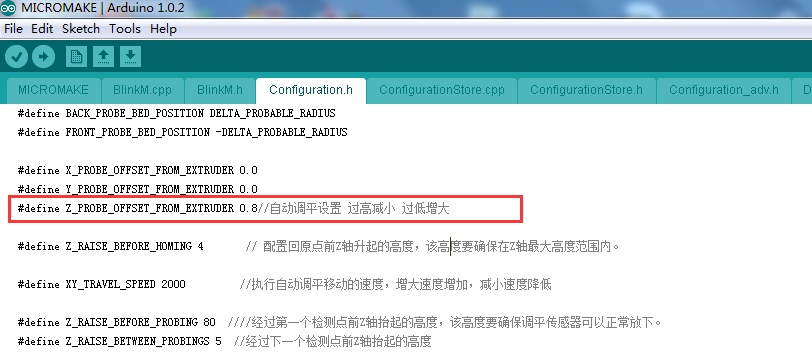 MICROMAKE | Arduino 1.0.2
File Edit Sketch Tools Help
MICROMAKE BlinkM.cpp BlinkM.h Configuration.h ConfigurationStore.cpp ConfigurationStore.h Configuration_adv.h D
#define BACK_PROBE_BED_POSITION DELTA_PROBABLE_RADIUS
#define FRONT_PROBE_BED_POSITION -DELTA_PROBABLE_RADIUS
#define X_PROBE_OFFSET_FROM_EXTRUDER 0.0
#define Y_PROBE_OFFSET_FROM_EXTRUDER 0.0
#define Z_PROBE_OFFSET_FROM_EXTRUDER 0.8//自动调平设置 过高减小 过低增大
#define Z_RAISE_BEFORE_HOMING 4 // 配置回原点前Z轴升起的高度，该高度要确保在Z轴最大高度范围内。
#define XY_TRAVEL_SPEED 2000 //执行自动调平移动的速度，增大速度增加，减小速度降低
#define Z_RAISE_BEFORE_PROBING 80 ////经过第一个检测点前Z轴抬起的高度，该高度要确保调平传感器可以正常放下。
#define Z_RAISE_BETWEEN_PROBINGS 5 //经过下一个检测点前Z轴抬起的高度